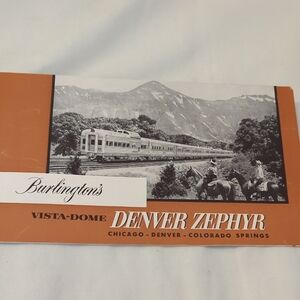 Burlington's
VISTA-DOME DENVER ZEPHYR
CHICAGO - DENVER - COLORADO SPRINGS